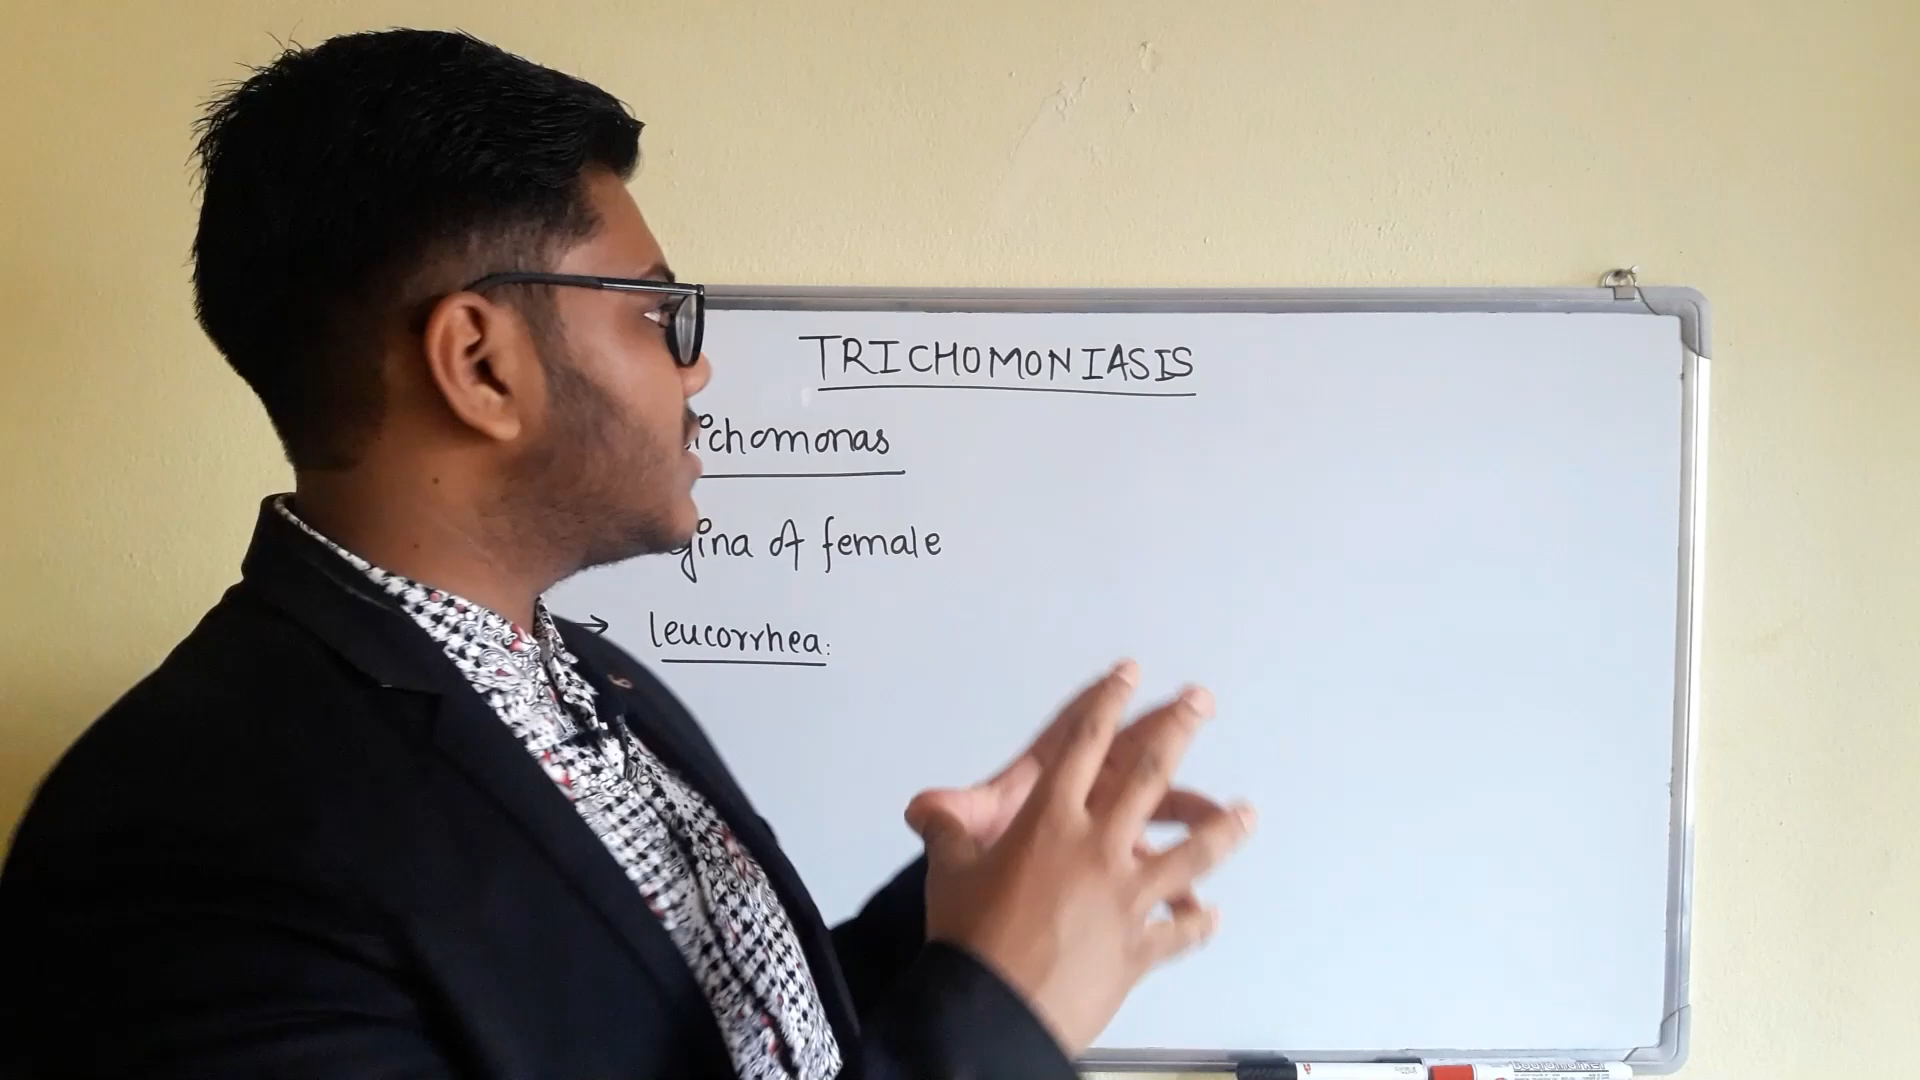 TRICHOMONIASIS
ichomonas
gina of female
→ leucorrhea: